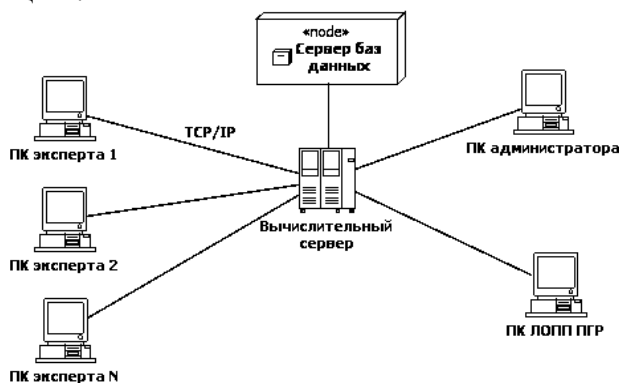 «node»
Сервер баз
данных
TCP/IP
ПК эксперта 1
ПК администратора
Вычислительный
сервер
ПК эксперта 2
ПК ЛОПП ПГР
ПК эксперта N